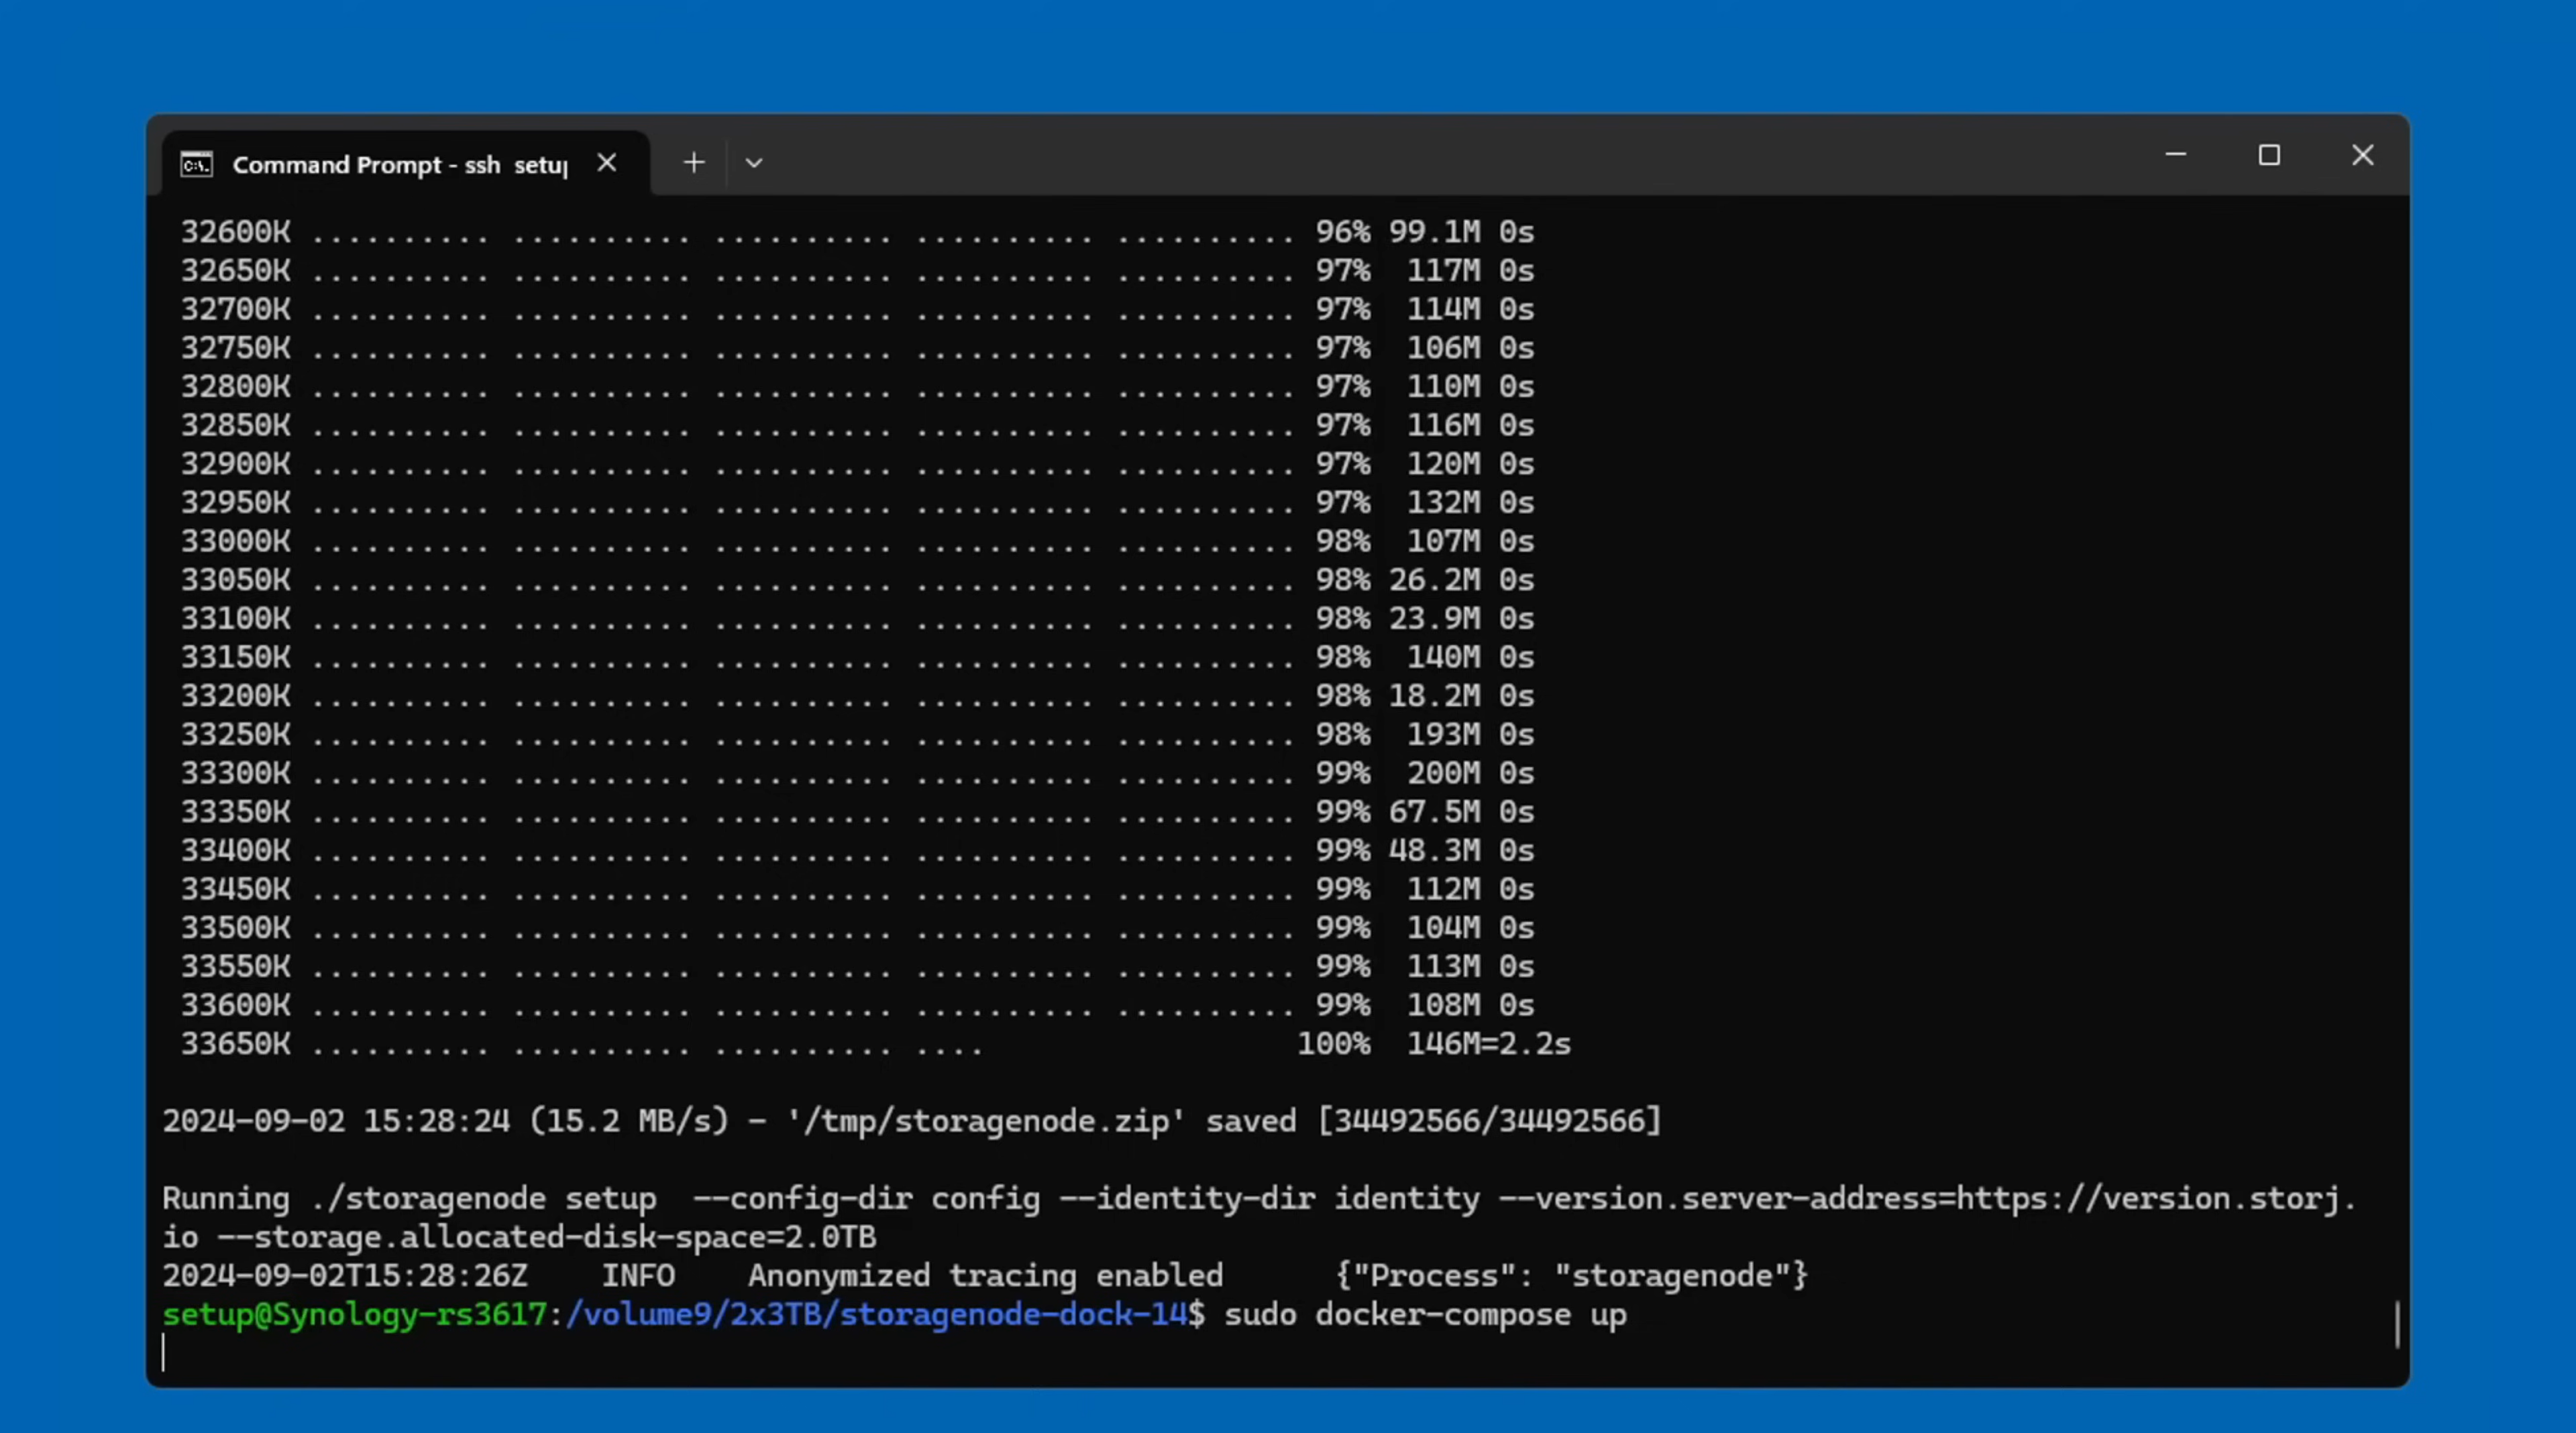 Command Prompt - ssh setup
32600K .......... .......... .......... .......... .......... 96% 99.1M 0s
32650K .......... .......... .......... .......... .......... 97% 117M 0s
32700K .......... .......... .......... .......... .......... 97% 114M 0s
32750K .......... .......... .......... .......... .......... 97% 106M 0s
32800K .......... .......... .......... .......... .......... 97% 110M 0s
32850K .......... .......... .......... .......... .......... 97% 116M 0s
32900K .......... .......... .......... .......... .......... 97% 120M 0s
32950K .......... .......... .......... .......... .......... 97% 132M 0s
33000K .......... .......... .......... .......... .......... 98% 107M 0s
33050K .......... .......... .......... .......... .......... 98% 26.2M 0s
33100K .......... .......... .......... .......... .......... 98% 23.9M 0s
33150K .......... .......... .......... .......... .......... 98% 140M 0s
33200K .......... .......... .......... .......... .......... 98% 18.2M 0s
33250K .......... .......... .......... .......... .......... 98% 193M 0s
33300K .......... .......... .......... .......... .......... 99% 200M 0s
33350K .......... .......... .......... .......... .......... 99% 67.5M 0s
33400K .......... .......... .......... .......... .......... 99% 48.3M 0s
33450K .......... .......... .......... .......... .......... 99% 112M 0s
33500K .......... .......... .......... .......... .......... 99% 104M 0s
33550K .......... .......... .......... .......... .......... 99% 113M 0s
33600K .......... .......... .......... .......... .......... 99% 108M 0s
33650K .......... .......... .......... .... 100% 146M=2.2s
2024-09-02 15:28:24 (15.2 MB/s) - '/tmp/storagenode.zip' saved [34492566/34492566]
Running ./storagenode setup --config-dir config --identity-dir identity --version.server-address=https://version.storj.
io --storage.allocated-disk-space=2.0TB
2024-09-02T15:28:26Z INFO Anonymized tracing enabled {"Process": "storagenode"}
setup@Synology-rs3617:/volume9/2x3TB/storagenode-dock-14$ sudo docker-compose up